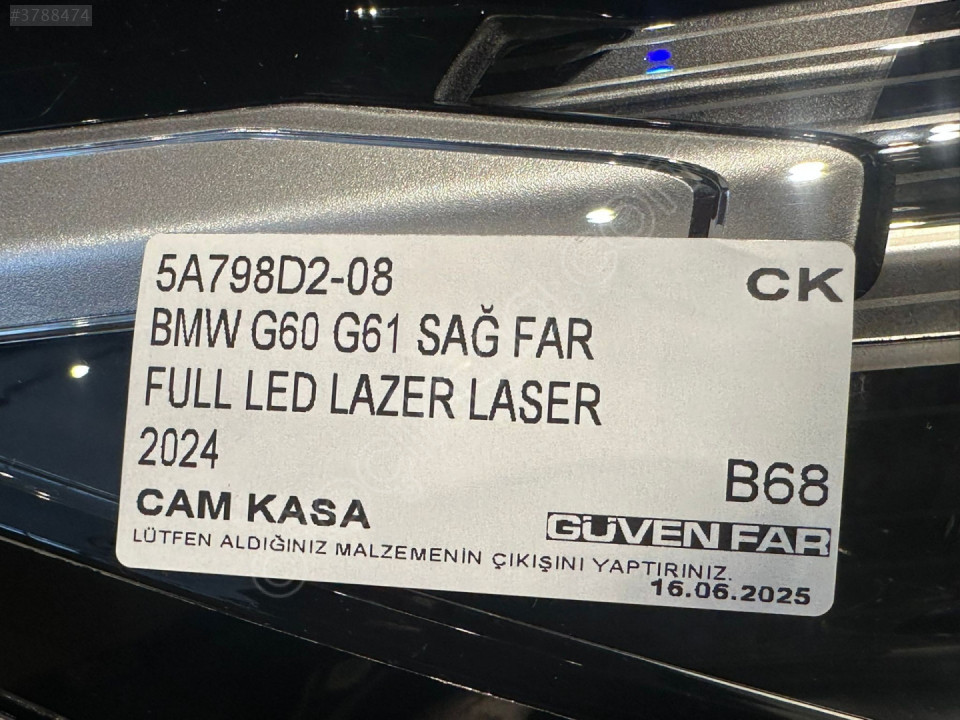 #3788474
5A798D2-08
CK
BMW G60 G61 SAĞ FAR
FULL LED LAZER LASER
2024
B68
CAM KASA
GÜVEN FAR
LÜTFEN ALDIĞINIZ MALZEMENİN ÇIKIŞINI YAPTIRINIZ.
16.06.2025